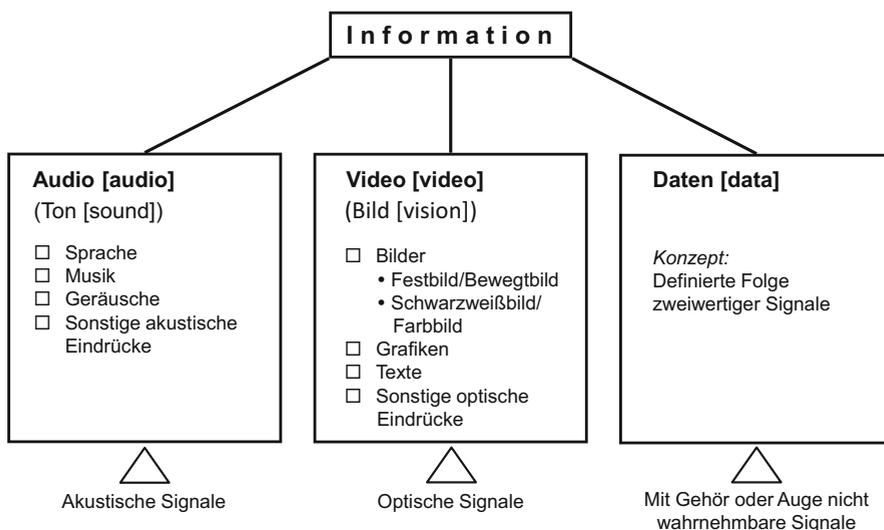 Information
Audio [audio]
(Ton [sound])
Sprache
Musik
Geräusche
Sonstige akustische
Eindrücke
Akustische Signale
Video [video]
(Bild [vision])
Bilder
• Festbild/Bewegtbild
• Schwarzweißbild/
Farbbild
Grafiken
Texte
Sonstige optische
Eindrücke
Optische Signale
Daten [data]
Konzept:
Definierte Folge
zweiwertiger Signale
Mit Gehör oder Auge nicht
wahrnehmbare Signale